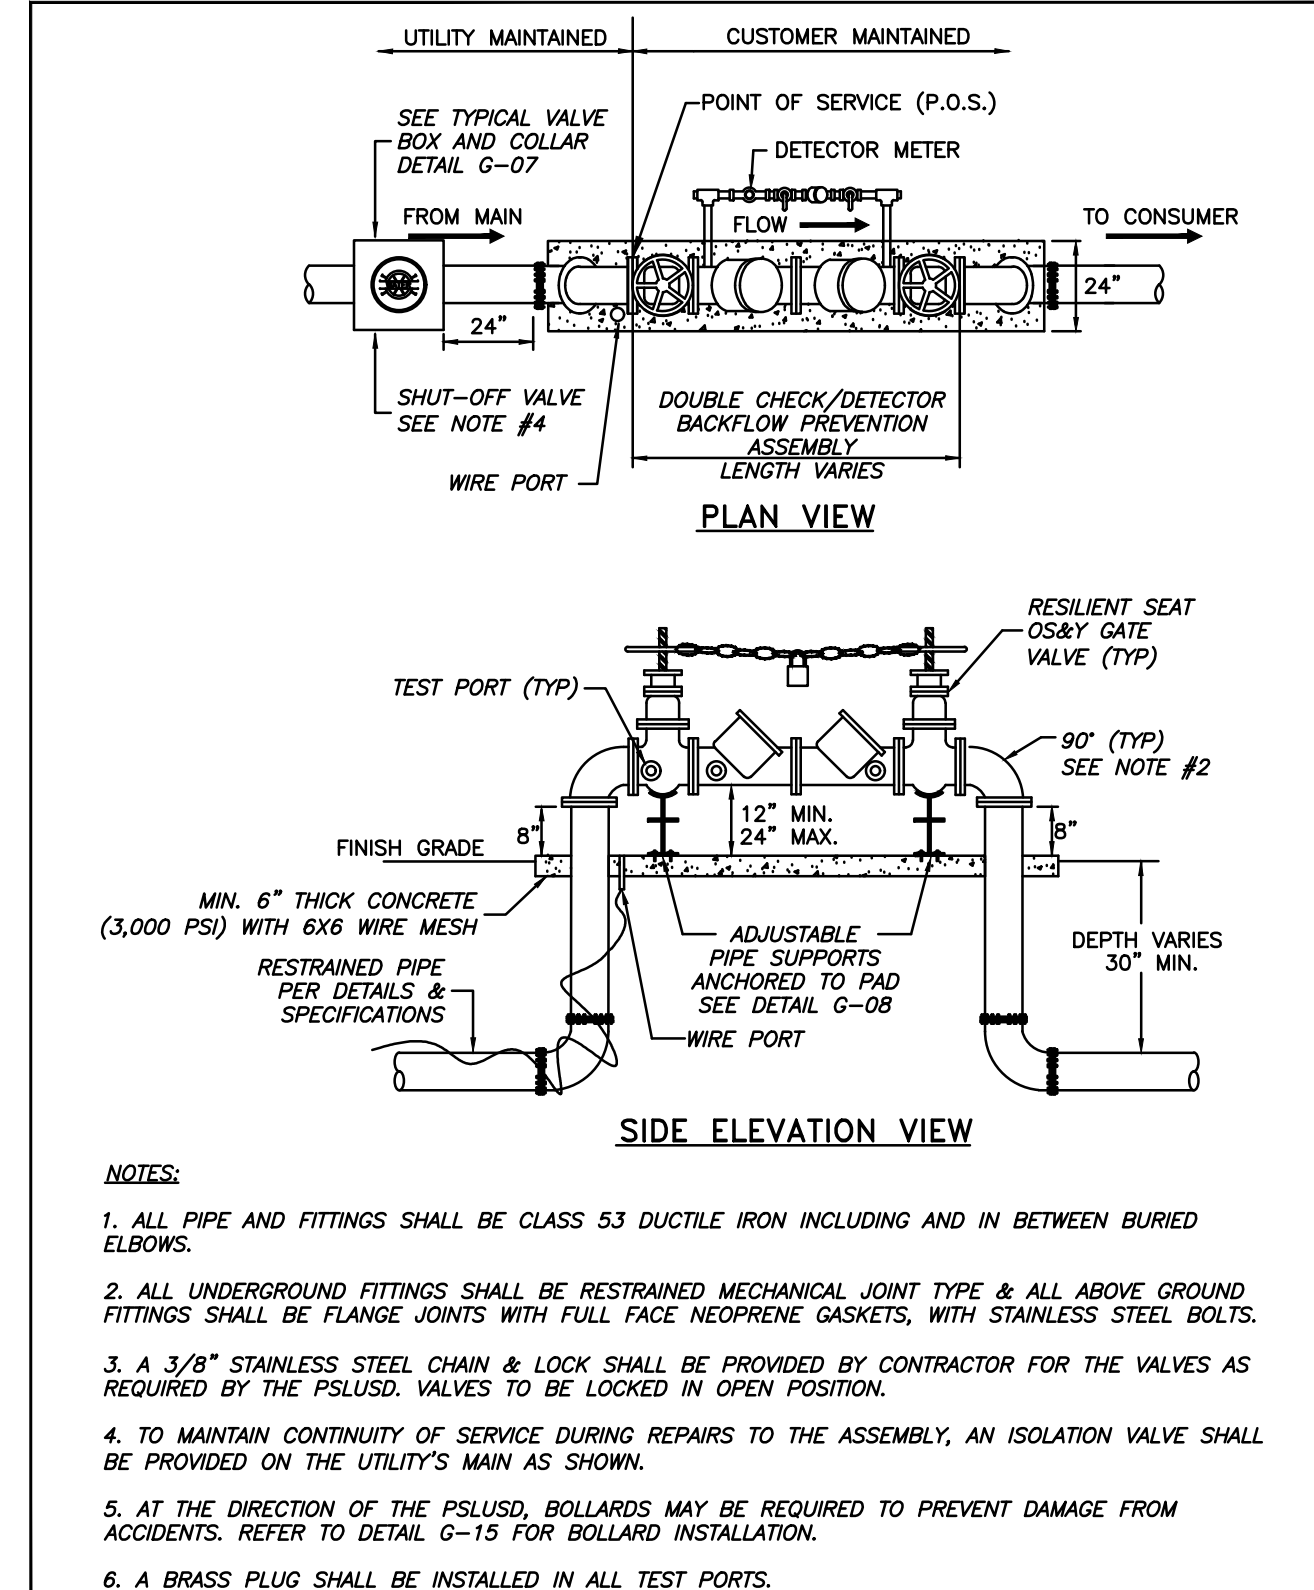 UTILITY MAINTAINED
CUSTOMER MAINTAINED
SEE TYPICAL VALVE
BOX AND COLLAR
DETAIL G-07
POINT OF SERVICE (P.O.S.)
DETECTOR METER
FROM MAIN
FLOW
TO CONSUMER
24"
24"
SHUT-OFF VALVE
SEE NOTE #4
DOUBLE CHECK/DETECTOR
BACKFLOW PREVENTION
ASSEMBLY
LENGTH VARIES
WIRE PORT
PLAN VIEW
RESILIENT SEAT
OS&Y GATE
VALVE (TYP)
TEST PORT (TYP)
90° (TYP)
SEE NOTE #2
8"
12" MIN.
24" MAX.
8"
FINISH GRADE
MIN. 6" THICK CONCRETE
(3,000 PSI) WITH 6X6 WIRE MESH
ADJUSTABLE
PIPE SUPPORTS
ANCHORED TO PAD
SEE DETAIL G-08
DEPTH VARIES
30" MIN.
RESTRAINED PIPE
PER DETAILS &
SPECIFICATIONS
WIRE PORT
SIDE ELEVATION VIEW
NOTES:
1. ALL PIPE AND FITTINGS SHALL BE CLASS 53 DUCTILE IRON INCLUDING AND IN BETWEEN BURIED
ELBOWS.
2. ALL UNDERGROUND FITTINGS SHALL BE RESTRAINED MECHANICAL JOINT TYPE & ALL ABOVE GROUND
FITTINGS SHALL BE FLANGE JOINTS WITH FULL FACE NEOPRENE GASKETS, WITH STAINLESS STEEL BOLTS.
3. A 3/8" STAINLESS STEEL CHAIN & LOCK SHALL BE PROVIDED BY CONTRACTOR FOR THE VALVES AS
REQUIRED BY THE PSLUSD. VALVES TO BE LOCKED IN OPEN POSITION.
4. TO MAINTAIN CONTINUITY OF SERVICE DURING REPAIRS TO THE ASSEMBLY, AN ISOLATION VALVE SHALL
BE PROVIDED ON THE UTILITY'S MAIN AS SHOWN.
5. AT THE DIRECTION OF THE PSLUSD, BOLLARDS MAY BE REQUIRED TO PREVENT DAMAGE FROM
ACCIDENTS. REFER TO DETAIL G-15 FOR BOLLARD INSTALLATION.
6. A BRASS PLUG SHALL BE INSTALLED IN ALL TEST PORTS.